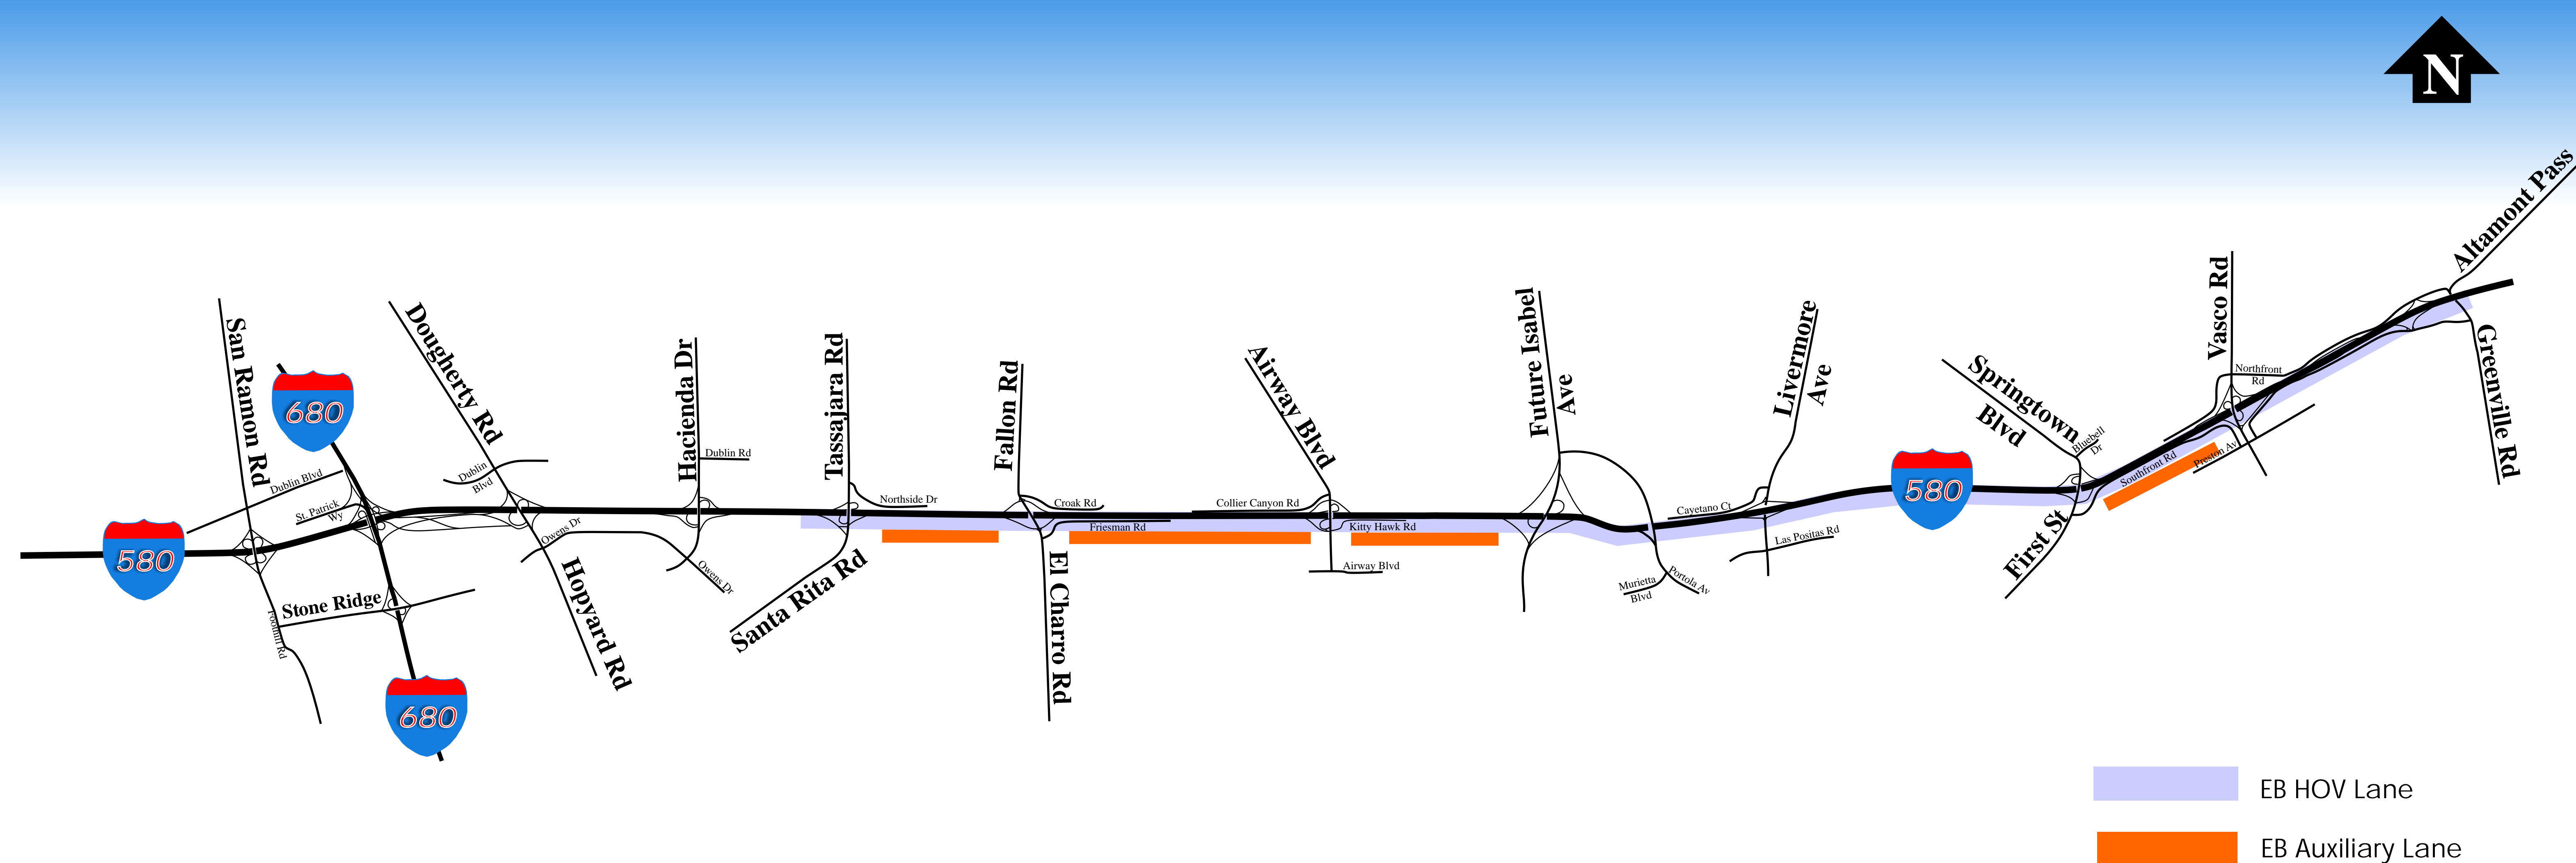 N
Altamont Pass
San Ramon Rd
680
Dougherty Rd
Hacienda Dr
Tassajara Rd
Fallon Rd
Airway Blvd
Future Isabel
Ave
Livermore
Ave
Springtown
Blvd
Vasco Rd
Northfront
Rd
Greenville Rd
Dublin Blvd
St. Patrick
Wy
Dublin
Blvd
Dublin Rd
Northside Dr
Croak Rd
Collier Canyon Rd
Cayetano Ct
580
Bluebell
Dr
Southfront Rd
Preston Av
580
Owens Dr
Owens Dr
Friesman Rd
Kitty Hawk Rd
Las Positas Rd
First St
Stone Ridge
Foothill Rd
Hopyard Rd
Santa Rita Rd
El Charro Rd
Airway Blvd
Murietta
Blvd
Portola Av
680
EB HOV Lane
EB Auxiliary Lane